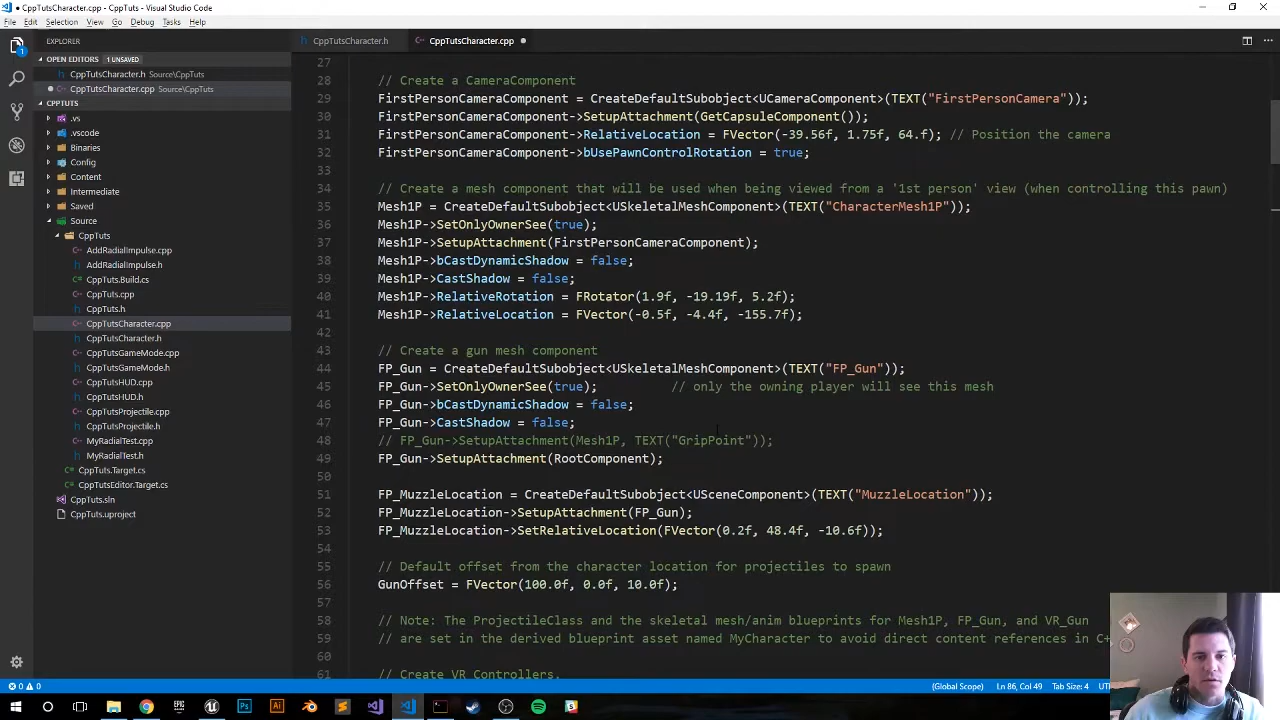 CppTutsCharacter.cpp - CppTuts - Visual Studio Code
File Edit Selection View Go Debug Tasks Help
EXPLORER
OPEN EDITORS 1 UNSAVED
CppTutsCharacter.h Source\CppTuts
CppTutsCharacter.cpp Source\CppTuts
CPPTUTS
.vs
.vscode
Binaries
Config
Content
Intermediate
Saved
Source
CppTuts
AddRadialImpulse.cpp
AddRadialImpulse.h
CppTuts.Build.cs
CppTuts.cpp
CppTuts.h
CppTutsCharacter.cpp
CppTutsCharacter.h
CppTutsGameMode.cpp
CppTutsGameMode.h
CppTutsHUD.cpp
CppTutsHUD.h
CppTutsProjectile.cpp
CppTutsProjectile.h
MyRadialTest.cpp
MyRadialTest.h
CppTuts.Target.cs
CppTutsEditor.Target.cs
CppTuts.sln
CppTuts.uproject
1
CppTutsCharacter.h CppTutsCharacter.cpp
27
28 // Create a CameraComponent
29 FirstPersonCameraComponent = CreateDefaultSubobject<UCameraComponent>(TEXT("FirstPersonCamera"));
30 FirstPersonCameraComponent->SetupAttachment(GetCapsuleComponent());
31 FirstPersonCameraComponent->RelativeLocation = FVector(-39.56f, 1.75f, 64.f); // Position the camera
32 FirstPersonCameraComponent->bUsePawnControlRotation = true;
33
34 // Create a mesh component that will be used when being viewed from a '1st person' view (when controlling this pawn)
35 Mesh1P = CreateDefaultSubobject<USkeletalMeshComponent>(TEXT("CharacterMesh1P"));
36 Mesh1P->SetOnlyOwnerSee(true);
37 Mesh1P->SetupAttachment(FirstPersonCameraComponent);
38 Mesh1P->bCastDynamicShadow = false;
39 Mesh1P->CastShadow = false;
40 Mesh1P->RelativeRotation = FRotator(1.9f, -19.19f, 5.2f);
41 Mesh1P->RelativeLocation = FVector(-0.5f, -4.4f, -155.7f);
42
43 // Create a gun mesh component
44 FP_Gun = CreateDefaultSubobject<USkeletalMeshComponent>(TEXT("FP_Gun"));
45 FP_Gun->SetOnlyOwnerSee(true); // only the owning player will see this mesh
46 FP_Gun->bCastDynamicShadow = false;
47 FP_Gun->CastShadow = false;
48 // FP_Gun->SetupAttachment(Mesh1P, TEXT("GripPoint"));
49 FP_Gun->SetupAttachment(RootComponent);
50
51 FP_MuzzleLocation = CreateDefaultSubobject<USceneComponent>(TEXT("MuzzleLocation"));
52 FP_MuzzleLocation->SetupAttachment(FP_Gun);
53 FP_MuzzleLocation->SetRelativeLocation(FVector(0.2f, 48.4f, -10.6f));
54
55 // Default offset from the character location for projectiles to spawn
56 GunOffset = FVector(100.0f, 0.0f, 10.0f);
57
58 // Note: The ProjectileClass and the skeletal mesh/anim blueprints for Mesh1P, FP_Gun, and VR_Gun
59 // are set in the derived blueprint asset named MyCharacter to avoid direct content references in C+
60
61 // Create VR Controllers.
0 0 (Global Scope) Ln 86, Col 49 Tab Size: 4 UT
EPIC GAMES Ps Ai